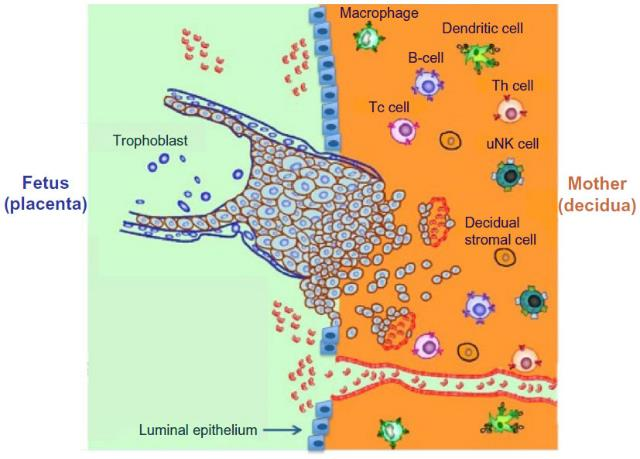 Macrophage
Dendritic cell
B-cell
Th cell
Tc cell
Trophoblast
uNK cell
Fetus
(placenta)
Mother
(decidua)
Decidual
stromal cell
Luminal epithelium